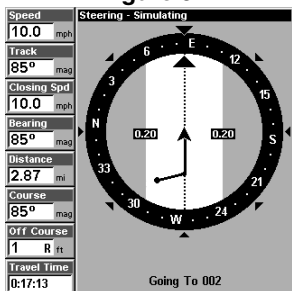 Speed
10.0 mph
Track
85° mag
Closing Spd
10.0 mph
Bearing
85° mag
Distance
2.87 mi
Course
85° mag
Off Course
1 R ft
Travel Time
0:17:13
Steering - Simulating
E
12
15
S
21
24
W
30
33
N
3
6
0.20
0.20
Going To 002